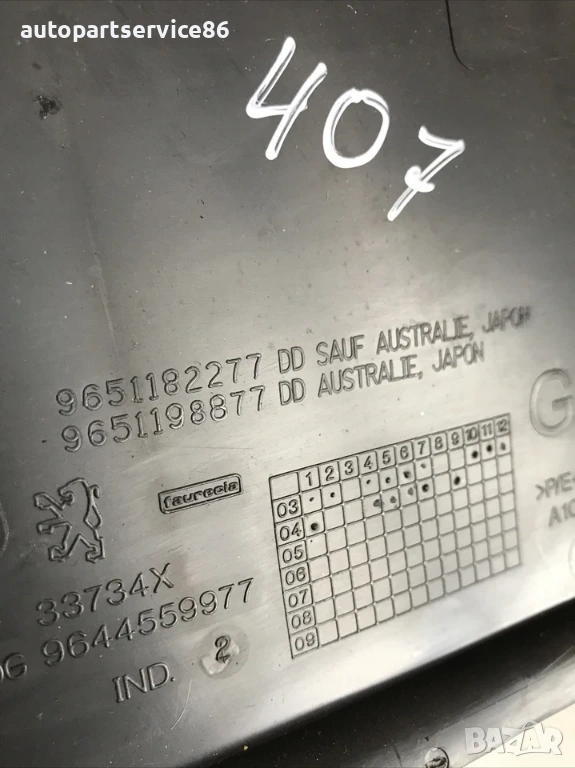 autopartservice86
407
9651182277 DD SAUF AUSTRALIE, JAPON
9651198877 DD AUSTRALIE, JAPON
G
faurecia
1 2 3 4 5 6 7 8 9 10 11 12
03
04
05
06
07
08
09
>P/E-
33734X
9644559977
IND. 2
BAZAR